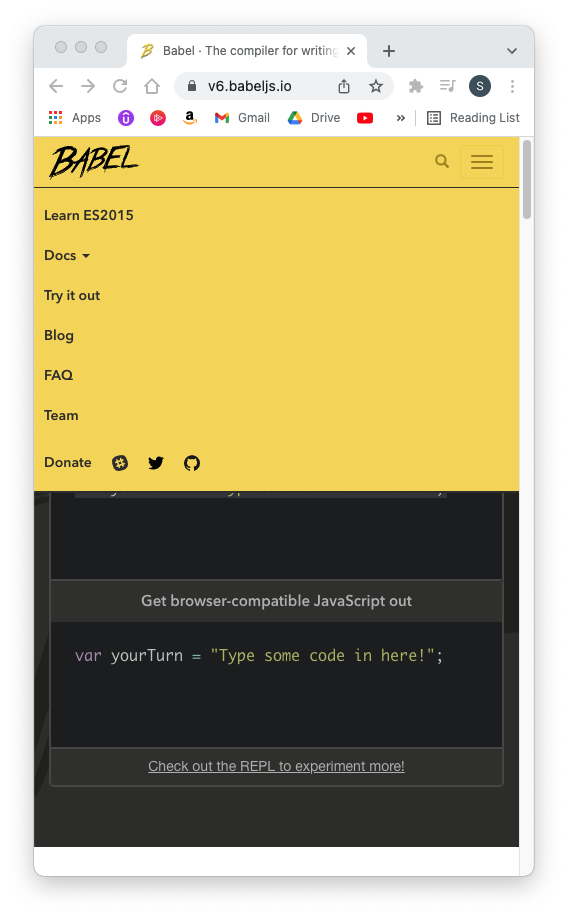 Babel · The compiler for writing
v6.babeljs.io
S
Apps
Gmail
Drive
Reading List
BABEL
Learn ES2015
Docs
Try it out
Blog
FAQ
Team
Donate
Get browser-compatible JavaScript out
var yourTurn = "Type some code in here!";
Check out the REPL to experiment more!